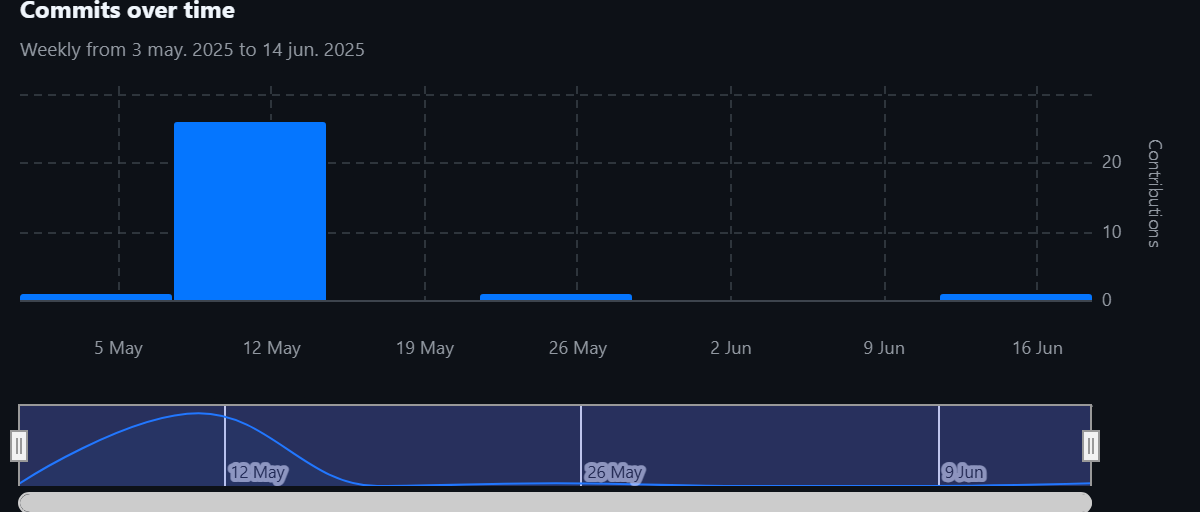 Commits over time
Weekly from 3 may. 2025 to 14 jun. 2025
20
10
0
Contributions
5 May
12 May
19 May
26 May
2 Jun
9 Jun
16 Jun
12 May
26 May
9 Jun